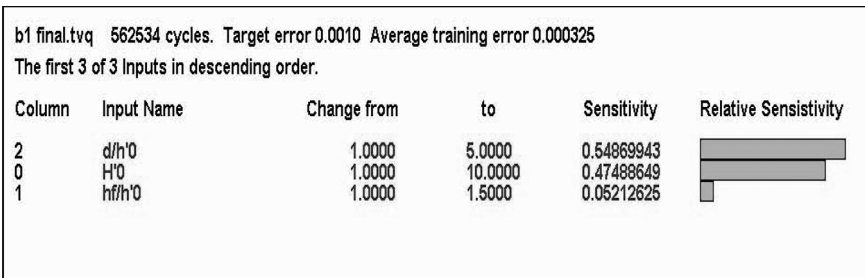 b1 final.tvq 562534 cycles. Target error 0.0010 Average training error 0.000325
The first 3 of 3 Inputs in descending order.
Column Input Name Change from to Sensitivity Relative Sensistivity
2 d/h'0 1.0000 5.0000 0.54869943
0 H'0 1.0000 10.0000 0.47488649
1 hf/h'0 1.0000 1.5000 0.05212625